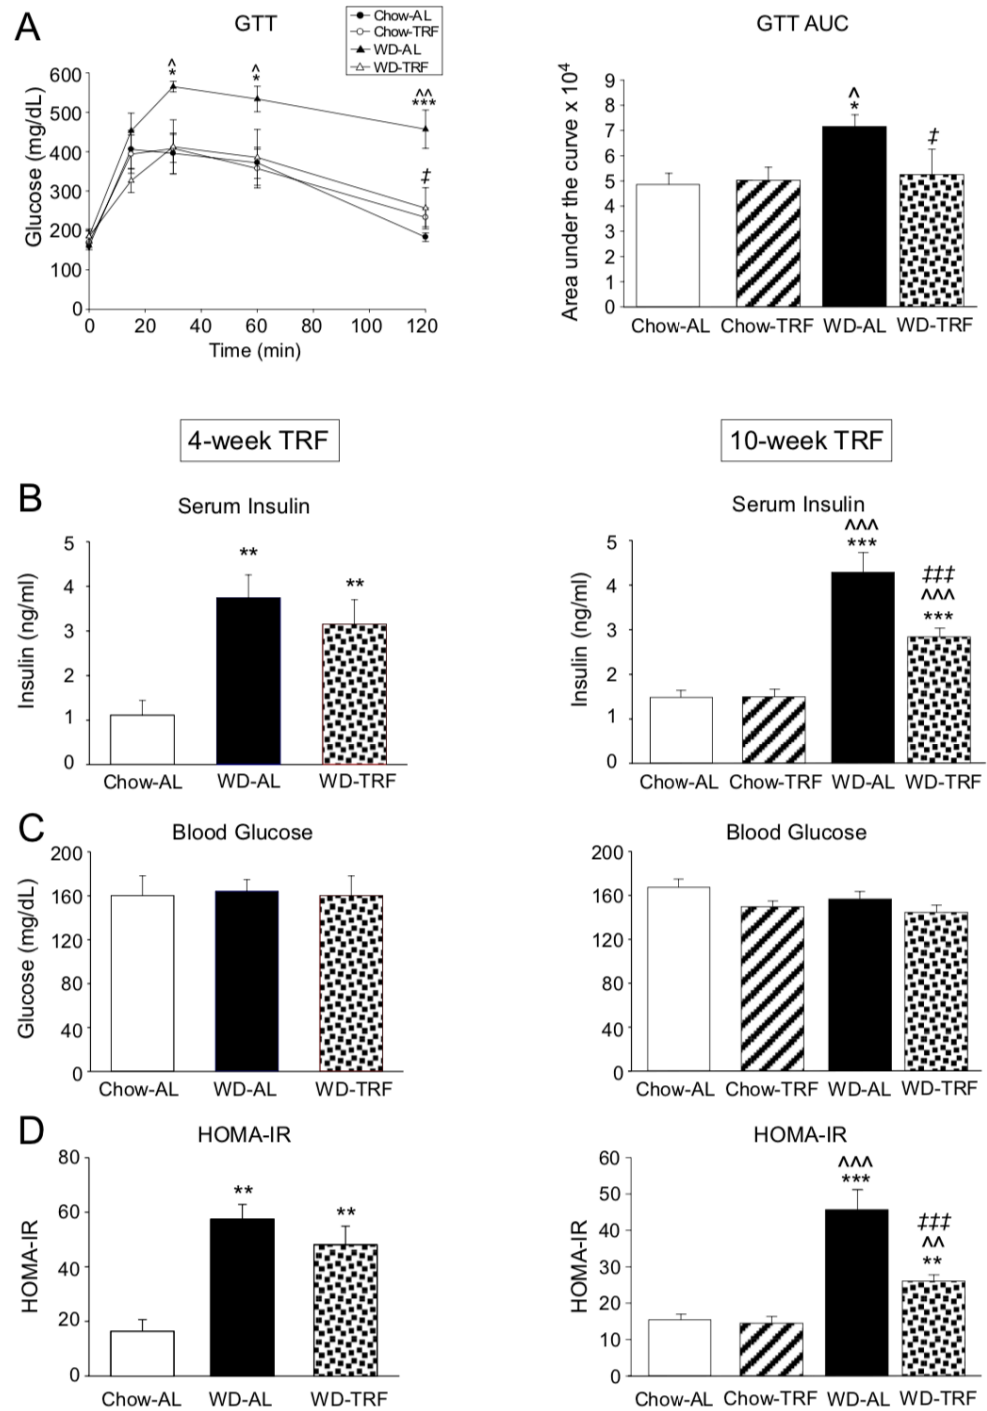 A
GTT
Chow-AL
Chow-TRF
WD-AL
WD-TRF
Glucose (mg/dL)
600
500
400
300
200
100
0
^
*
^
*
^^
***
‡
0 20 40 60 80 100 120
Time (min)
GTT AUC
Area under the curve x 10⁴
9
8
7
6
5
4
3
2
1
0
^
*
‡
Chow-AL Chow-TRF WD-AL WD-TRF
4-week TRF
10-week TRF
B
Serum Insulin
Insulin (ng/ml)
5
4
3
2
1
0
**
**
Chow-AL WD-AL WD-TRF
Serum Insulin
Insulin (ng/ml)
5
4
3
2
1
0
^^^
***
‡‡‡
^^^
***
Chow-AL Chow-TRF WD-AL WD-TRF
C
Blood Glucose
Glucose (mg/dL)
200
160
120
80
40
0
Chow-AL WD-AL WD-TRF
Blood Glucose
200
160
120
80
40
0
Chow-AL Chow-TRF WD-AL WD-TRF
D
HOMA-IR
HOMA-IR
80
60
40
20
0
**
**
Chow-AL WD-AL WD-TRF
HOMA-IR
HOMA-IR
60
50
40
30
20
10
0
^^^
***
‡‡‡
^^
**
Chow-AL Chow-TRF WD-AL WD-TRF